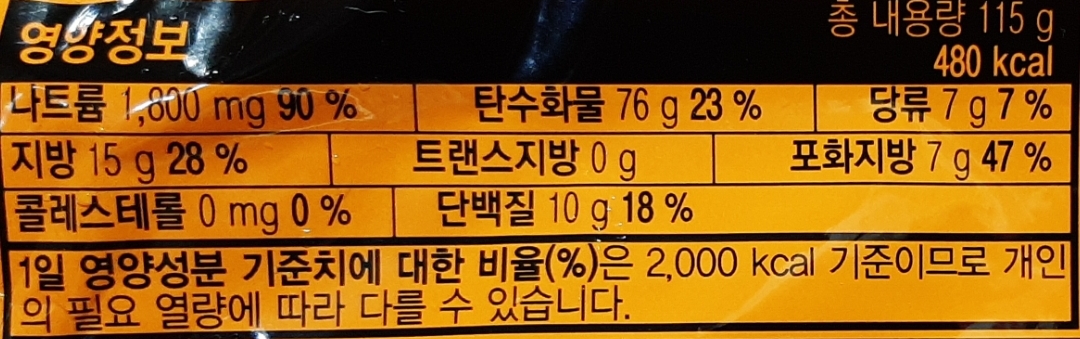 영양정보
총 내용량 115 g
480 kcal
나트륨 1,800 mg 90 % 탄수화물 76 g 23 % 당류 7 g 7 %
지방 15 g 28 % 트랜스지방 0 g 포화지방 7 g 47 %
콜레스테롤 0 mg 0 % 단백질 10 g 18 %
1일 영양성분 기준치에 대한 비율(%)은 2,000 kcal 기준이므로 개인
의 필요 열량에 따라 다를 수 있습니다.